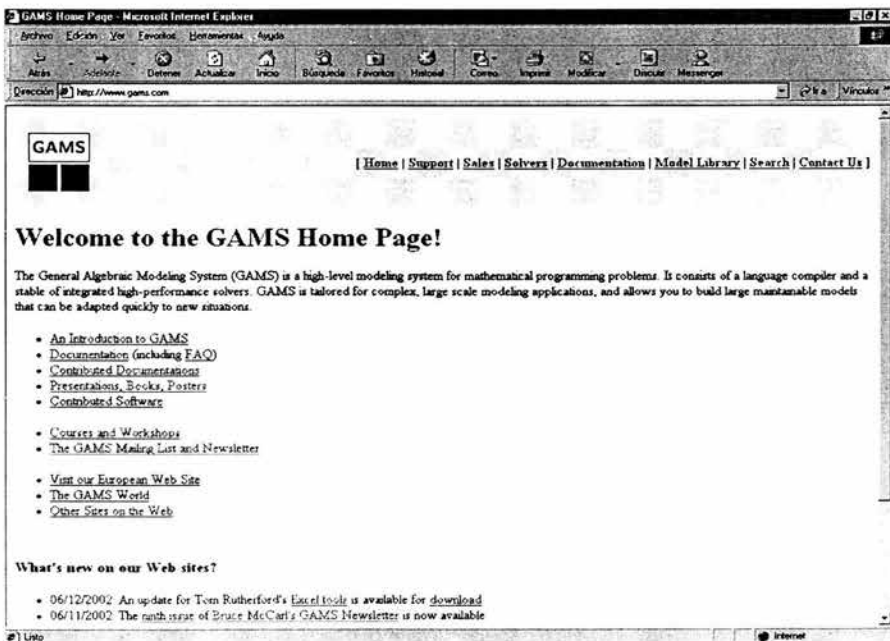 GAMS Home Page - Microsoft Internet Explorer
Archivo Edición Ver Favoritos Herramientas Ayuda
Atrás Adelante Detener Actualizar Inicio Búsqueda Favoritos Historial Correo Imprimir Modificar Discutir Messenger
Dirección http://www.gams.com Ir a Vínculos »
GAMS
[ Home | Support | Sales | Solvers | Documentation | Model Library | Search | Contact Us ]
Welcome to the GAMS Home Page!
The General Algebraic Modeling System (GAMS) is a high-level modeling system for mathematical programming problems. It consists of a language compiler and a
stable of integrated high-performance solvers. GAMS is tailored for complex, large scale modeling applications, and allows you to build large maintainable models
that can be adapted quickly to new situations.
• An Introduction to GAMS
• Documentation (including FAQ)
• Contributed Documentations
• Presentations, Books, Posters
• Contributed Software
• Courses and Workshops
• The GAMS Mailing List and Newsletter
• Visit our European Web Site
• The GAMS World
• Other Sites on the Web
What's new on our Web sites?
• 06/12/2002 An update for Tom Rutherford's Excel tools is available for download
• 06/11/2002 The ninth issue of Bruce McCarl's GAMS Newsletter is now available
Listo Internet